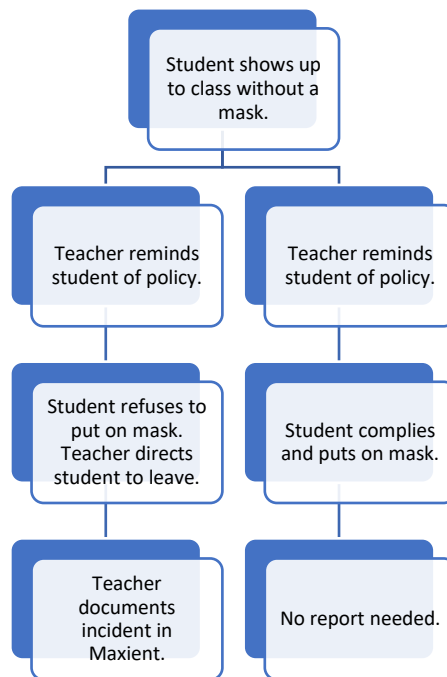 Student shows up
to class without a
mask.
Teacher reminds
student of policy.
Teacher reminds
student of policy.
Student refuses to
put on mask.
Teacher directs
student to leave.
Student complies
and puts on mask.
Teacher
documents
incident in
Maxient.
No report needed.